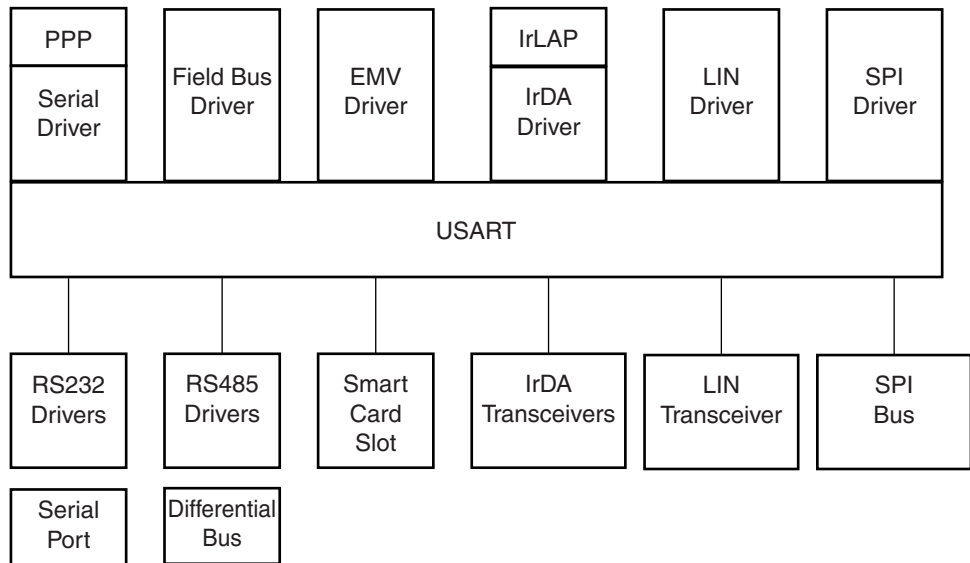 PPP
Serial
Driver
Field Bus
Driver
EMV
Driver
IrLAP
IrDA
Driver
LIN
Driver
SPI
Driver
USART
RS232
Drivers
RS485
Drivers
Smart
Card
Slot
IrDA
Transceivers
LIN
Transceiver
SPI
Bus
Serial
Port
Differential
Bus